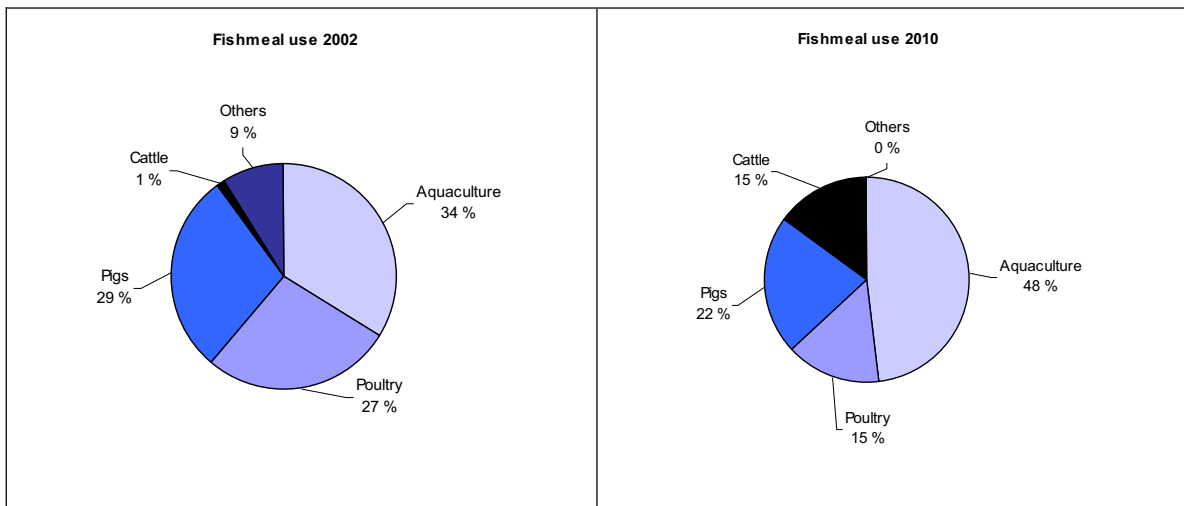 Fishmeal use 2002
Others
9 %
Cattle
1 %
Aquaculture
34 %
Pigs
29 %
Poultry
27 %
Fishmeal use 2010
Others
0 %
Cattle
15 %
Aquaculture
48 %
Pigs
22 %
Poultry
15 %